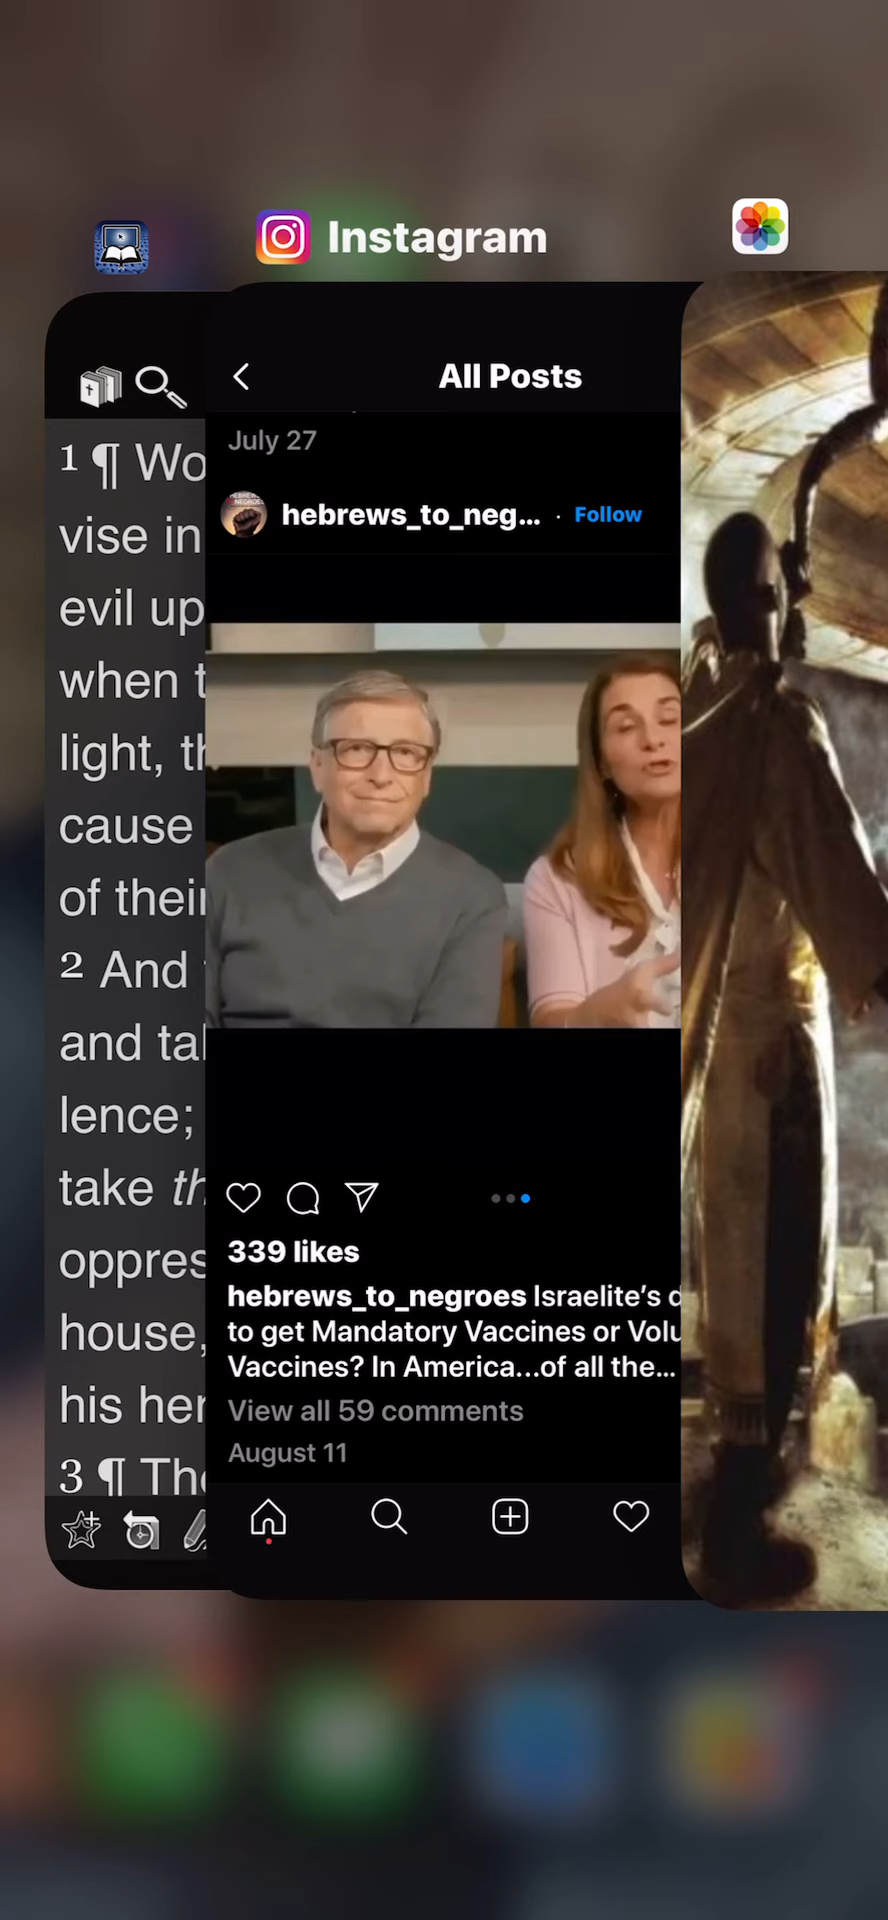 Instagram
1 ¶ Wo
vise in
evil up
when t
light, th
cause
of their
2 And
and tal
lence;
take th
oppres
house,
his her
3 ¶ The
All Posts
July 27
hebrews_to_neg... · Follow
339 likes
hebrews_to_negroes Israelite's d
to get Mandatory Vaccines or Volu
Vaccines? In America...of all the...
View all 59 comments
August 11